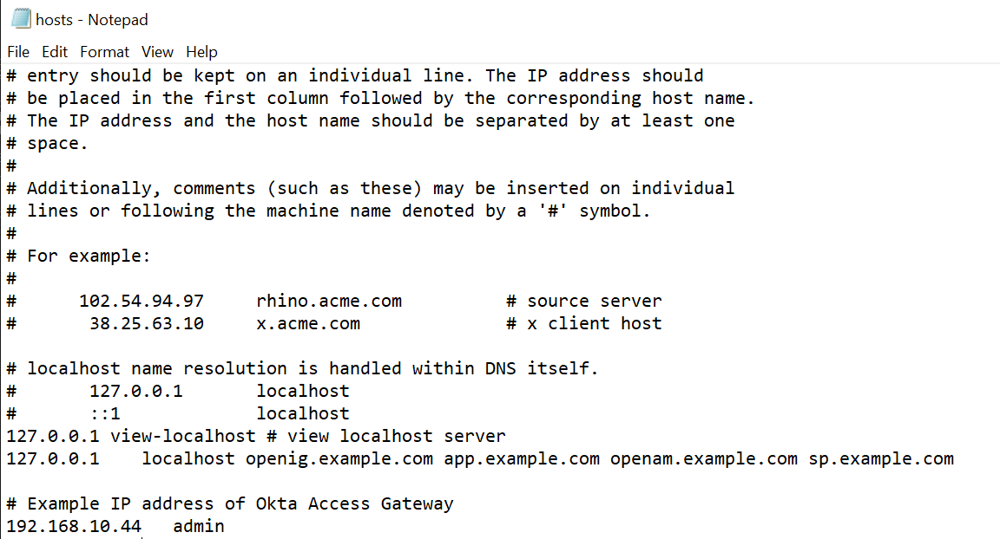 hosts - Notepad
File Edit Format View Help
# entry should be kept on an individual line. The IP address should
# be placed in the first column followed by the corresponding host name.
# The IP address and the host name should be separated by at least one
# space.
#
# Additionally, comments (such as these) may be inserted on individual
# lines or following the machine name denoted by a '#' symbol.
#
# For example:
#
#      102.54.94.97     rhino.acme.com          # source server
#       38.25.63.10     x.acme.com              # x client host

# localhost name resolution is handled within DNS itself.
#       127.0.0.1       localhost
#       ::1             localhost
127.0.0.1 view-localhost # view localhost server
127.0.0.1    localhost openig.example.com app.example.com openam.example.com sp.example.com

# Example IP address of Okta Access Gateway
192.168.10.44   admin